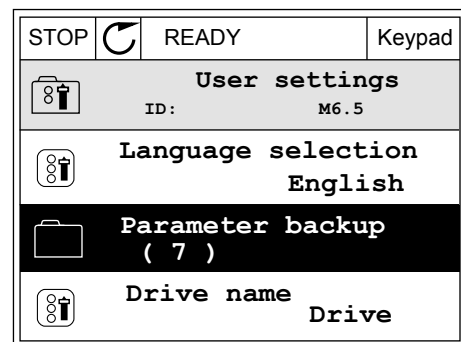 STOP READY Keypad
User settings
ID: M6.5
Language selection
English
Parameter backup
( 7 )
Drive name
Drive